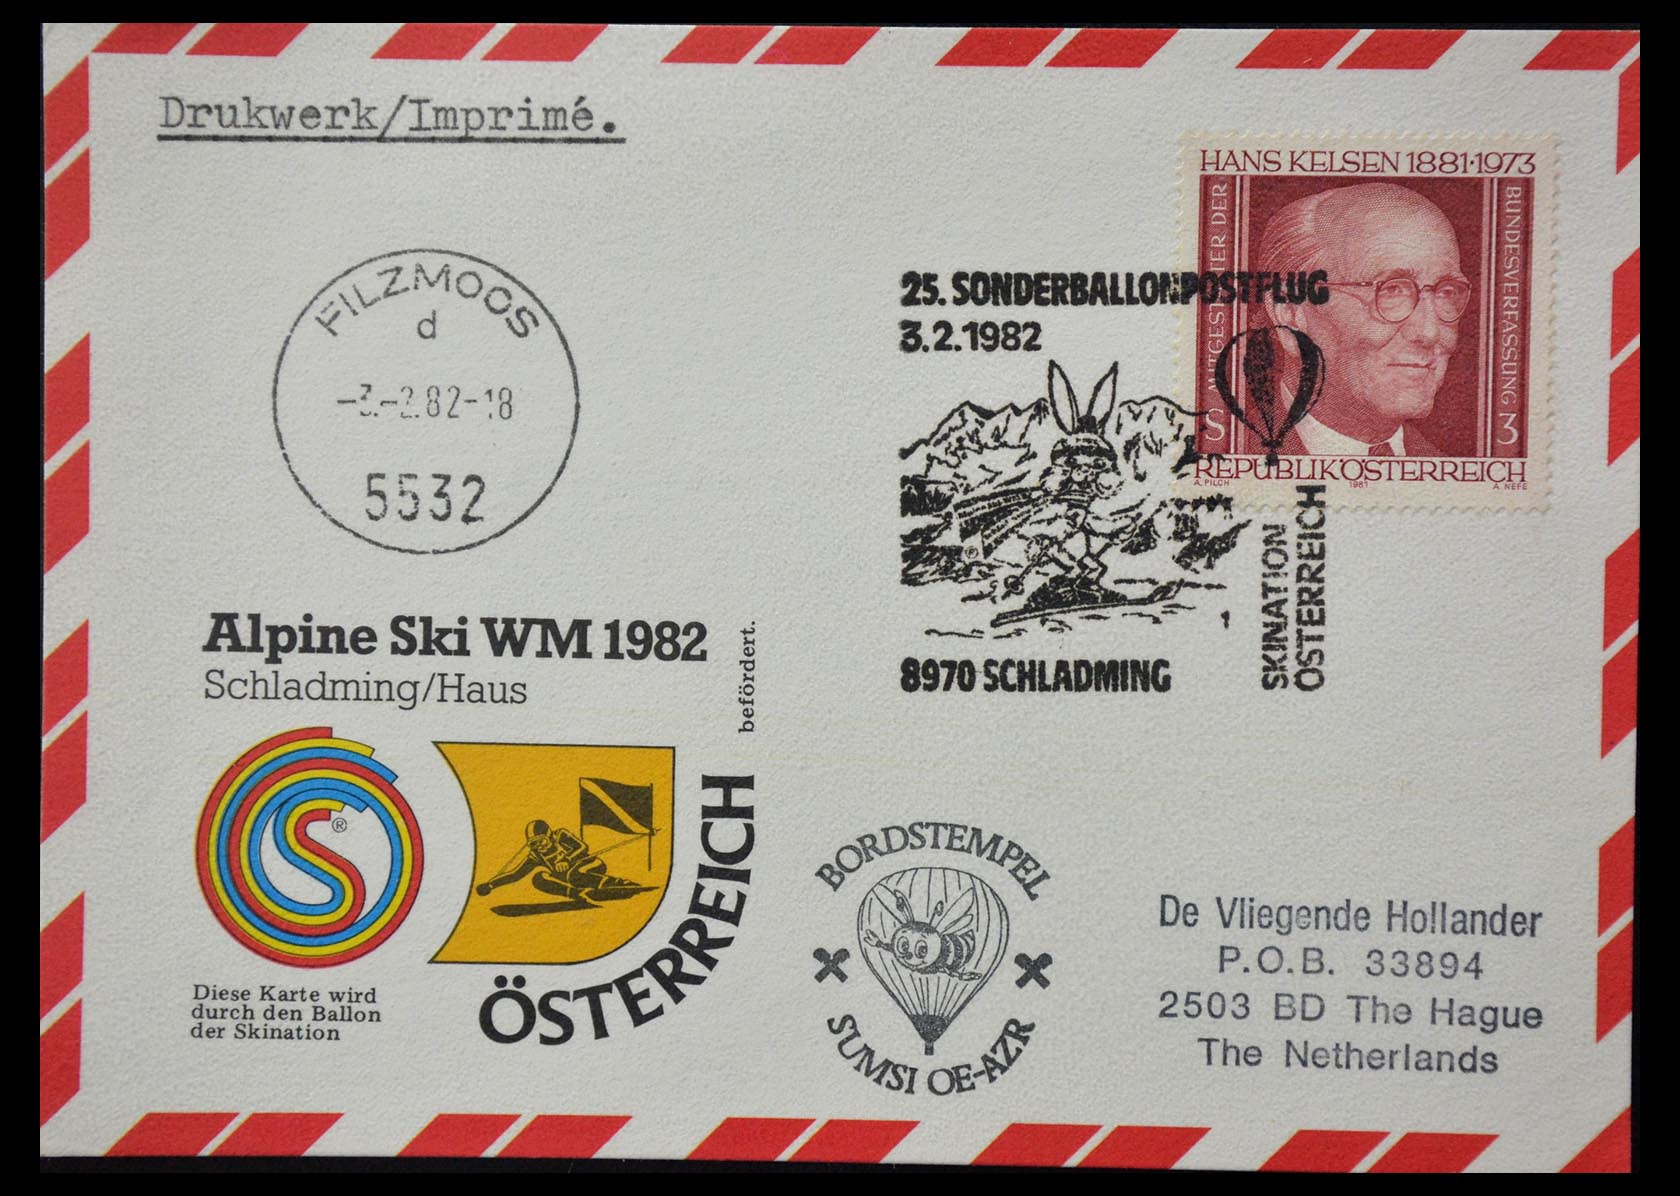 Drukwerk/Imprimé.
HANS KELSEN 1881·1973
MITGESTALTER DER
BUNDESVERFASSUNG
S 3
REPUBLIK ÖSTERREICH
A. PILCH 1981 A. NEFE
FILZMOOS
d
-3.-2.82-18
5532
25. SONDERBALLONPOSTFLUG
3.2.1982
®
1
8970 SCHLADMING
SKINATION
ÖSTERREICH
Alpine Ski WM 1982
Schladming/Haus
®
ÖSTERREICH
Diese Karte wird
durch den Ballon
der Skination
befördert.
BORDSTEMPEL
SUMSI OE-AZR
De Vliegende Hollander
P.O.B. 33894
2503 BD The Hague
The Netherlands